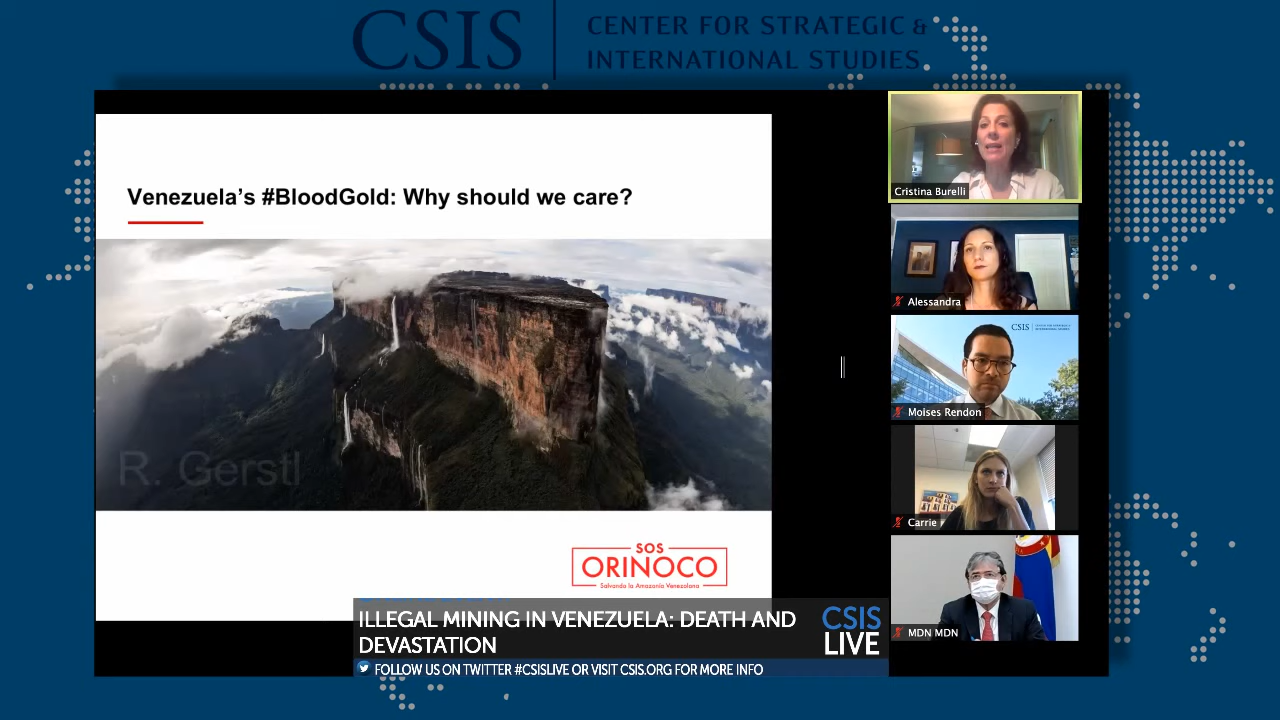 CSIS
CENTER FOR STRATEGIC &
INTERNATIONAL STUDIES
Venezuela's #BloodGold: Why should we care?
R. Gerstl
SOS
ORINOCO
Salvando la Amazonía Venezolana
Cristina Burelli
Alessandra
CSIS
Moises Rendon
Carrie
MDN MDN
ILLEGAL MINING IN VENEZUELA: DEATH AND
DEVASTATION
CSIS
LIVE
FOLLOW US ON TWITTER #CSISLIVE OR VISIT CSIS.ORG FOR MORE INFO